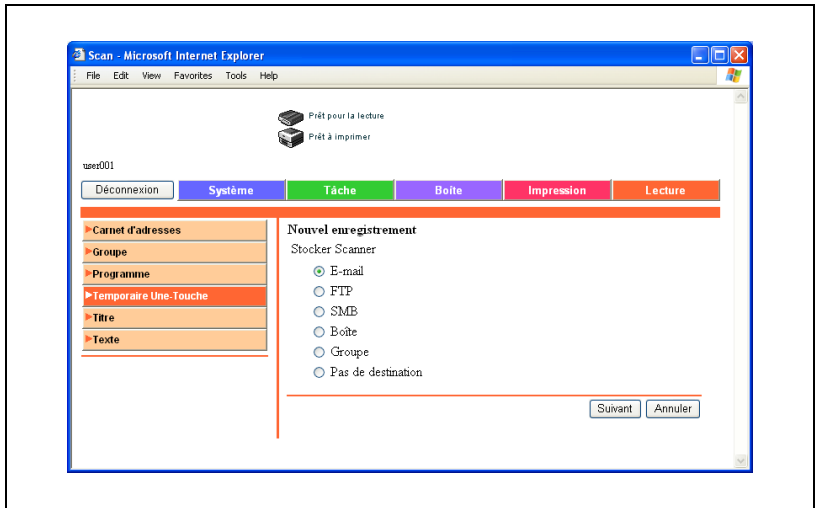 Scan - Microsoft Internet Explorer
File Edit View Favorites Tools Help
Prêt pour la lecture
Prêt à imprimer
user001
Déconnexion Système Tâche Boîte Impression Lecture
Carnet d'adresses
Groupe
Programme
Temporaire Une-Touche
Titre
Texte
Nouvel enregistrement
Stocker Scanner
E-mail
FTP
SMB
Boîte
Groupe
Pas de destination
Suivant Annuler